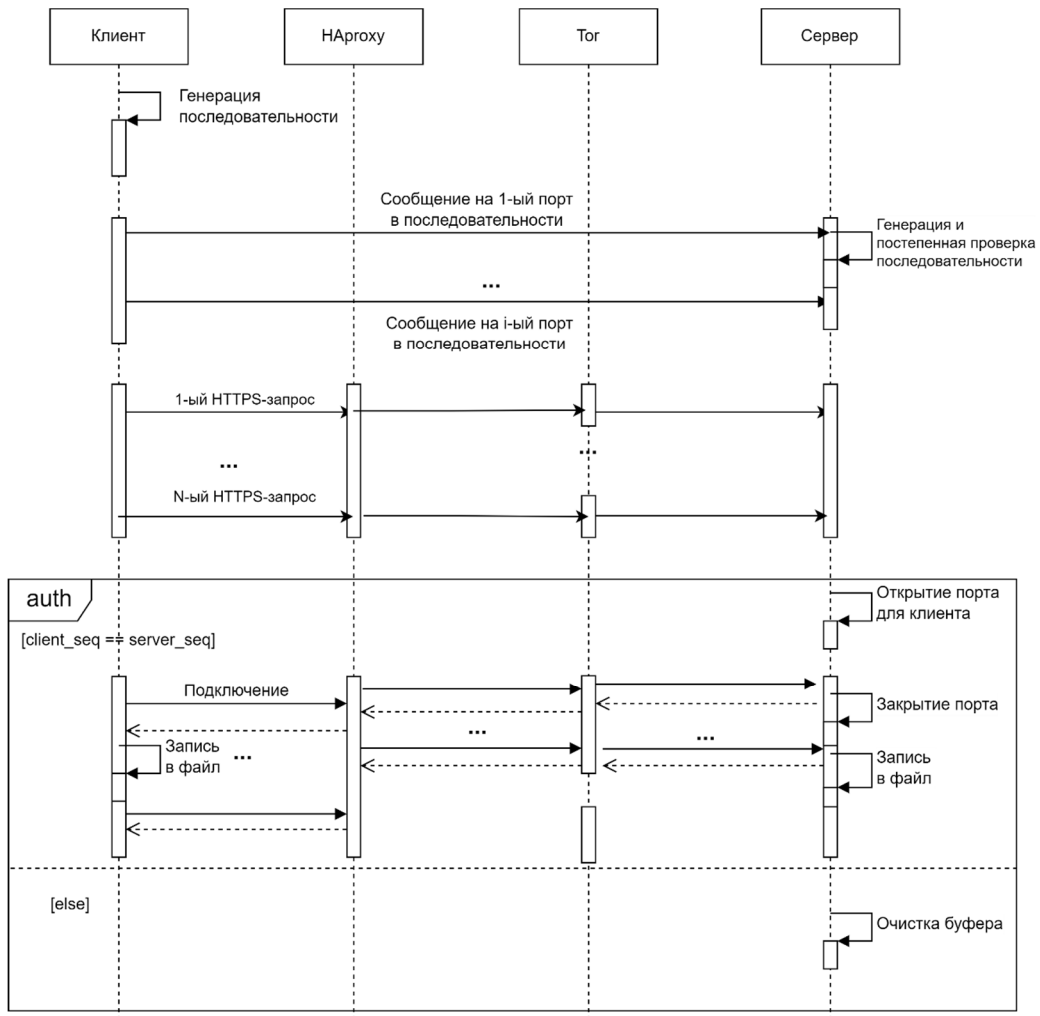 Клиент
HAproxy
Tor
Сервер
Генерация
последовательности
Сообщение на 1-ый порт
в последовательности
Генерация и
постепенная проверка
последовательности
...
Сообщение на i-ый порт
в последовательности
1-ый HTTPS-запрос
...
...
N-ый HTTPS-запрос
auth
[client_seq == server_seq]
Открытие порта
для клиента
Подключение
Закрытие порта
...
...
Запись
в файл
...
Запись
в файл
[else]
Очистка буфера